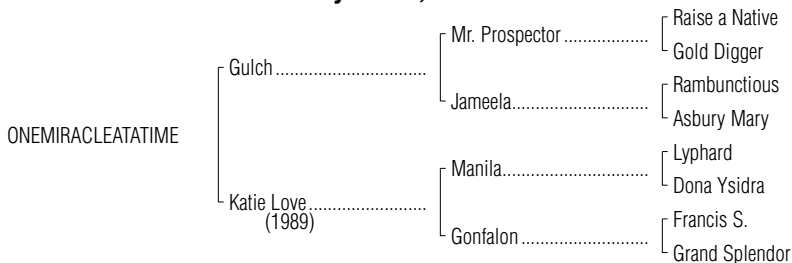 Raise a Native
Mr. Prospector
Gold Digger
Gulch
Rambunctious
Jameela
Asbury Mary
ONEMIRACLEATATIME
Lyphard
Manila
Dona Ysidra
Katie Love
(1989)
Francis S.
Gonfalon
Grand Splendor